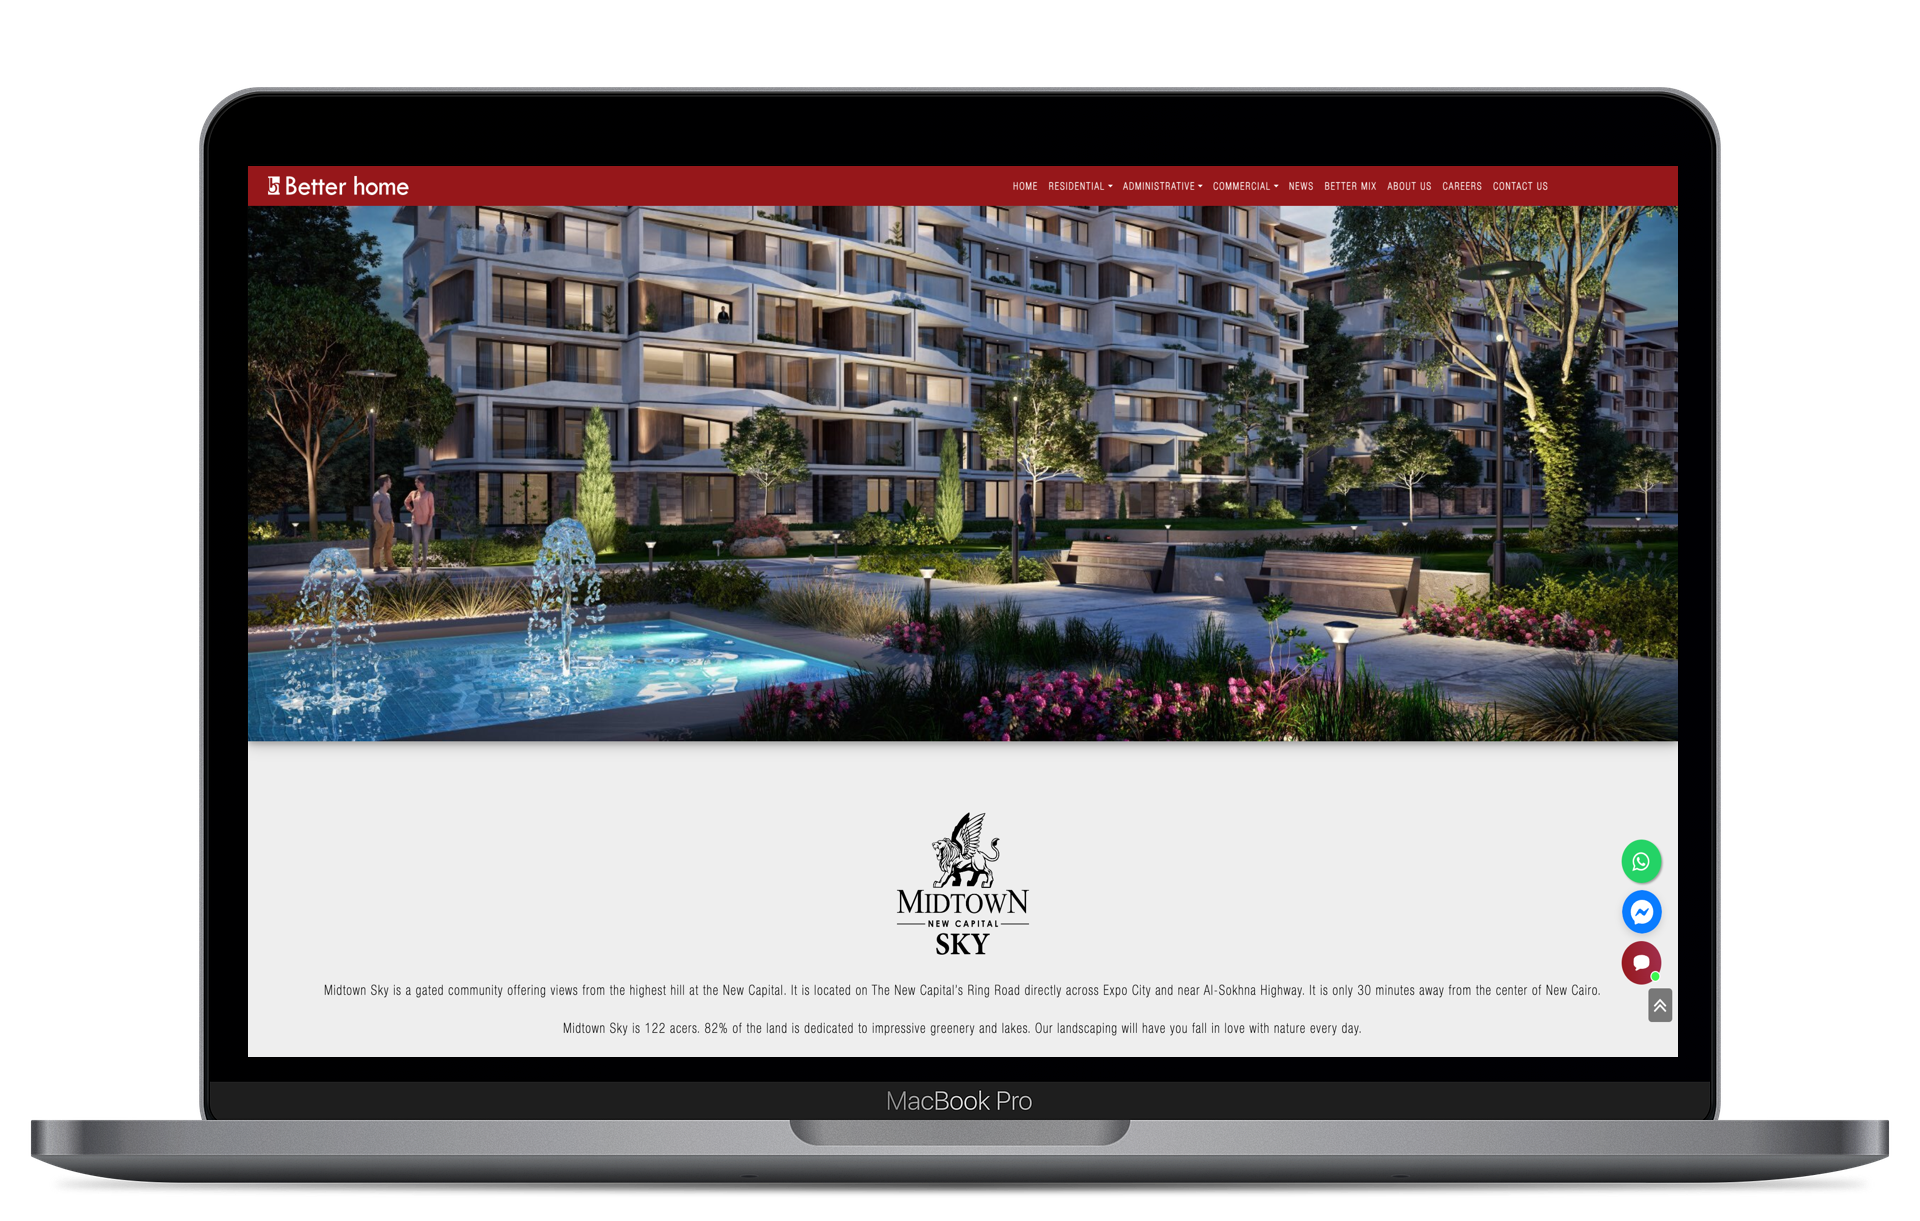 Better home
HOME RESIDENTIAL ADMINISTRATIVE COMMERCIAL NEWS BETTER MIX ABOUT US CAREERS CONTACT US
MIDTOWN
NEW CAPITAL
SKY
Midtown Sky is a gated community offering views from the highest hill at the New Capital. It is located on The New Capital's Ring Road directly across Expo City and near Al-Sokhna Highway. It is only 30 minutes away from the center of New Cairo.
Midtown Sky is 122 acers. 82% of the land is dedicated to impressive greenery and lakes. Our landscaping will have you fall in love with nature every day.
MacBook Pro